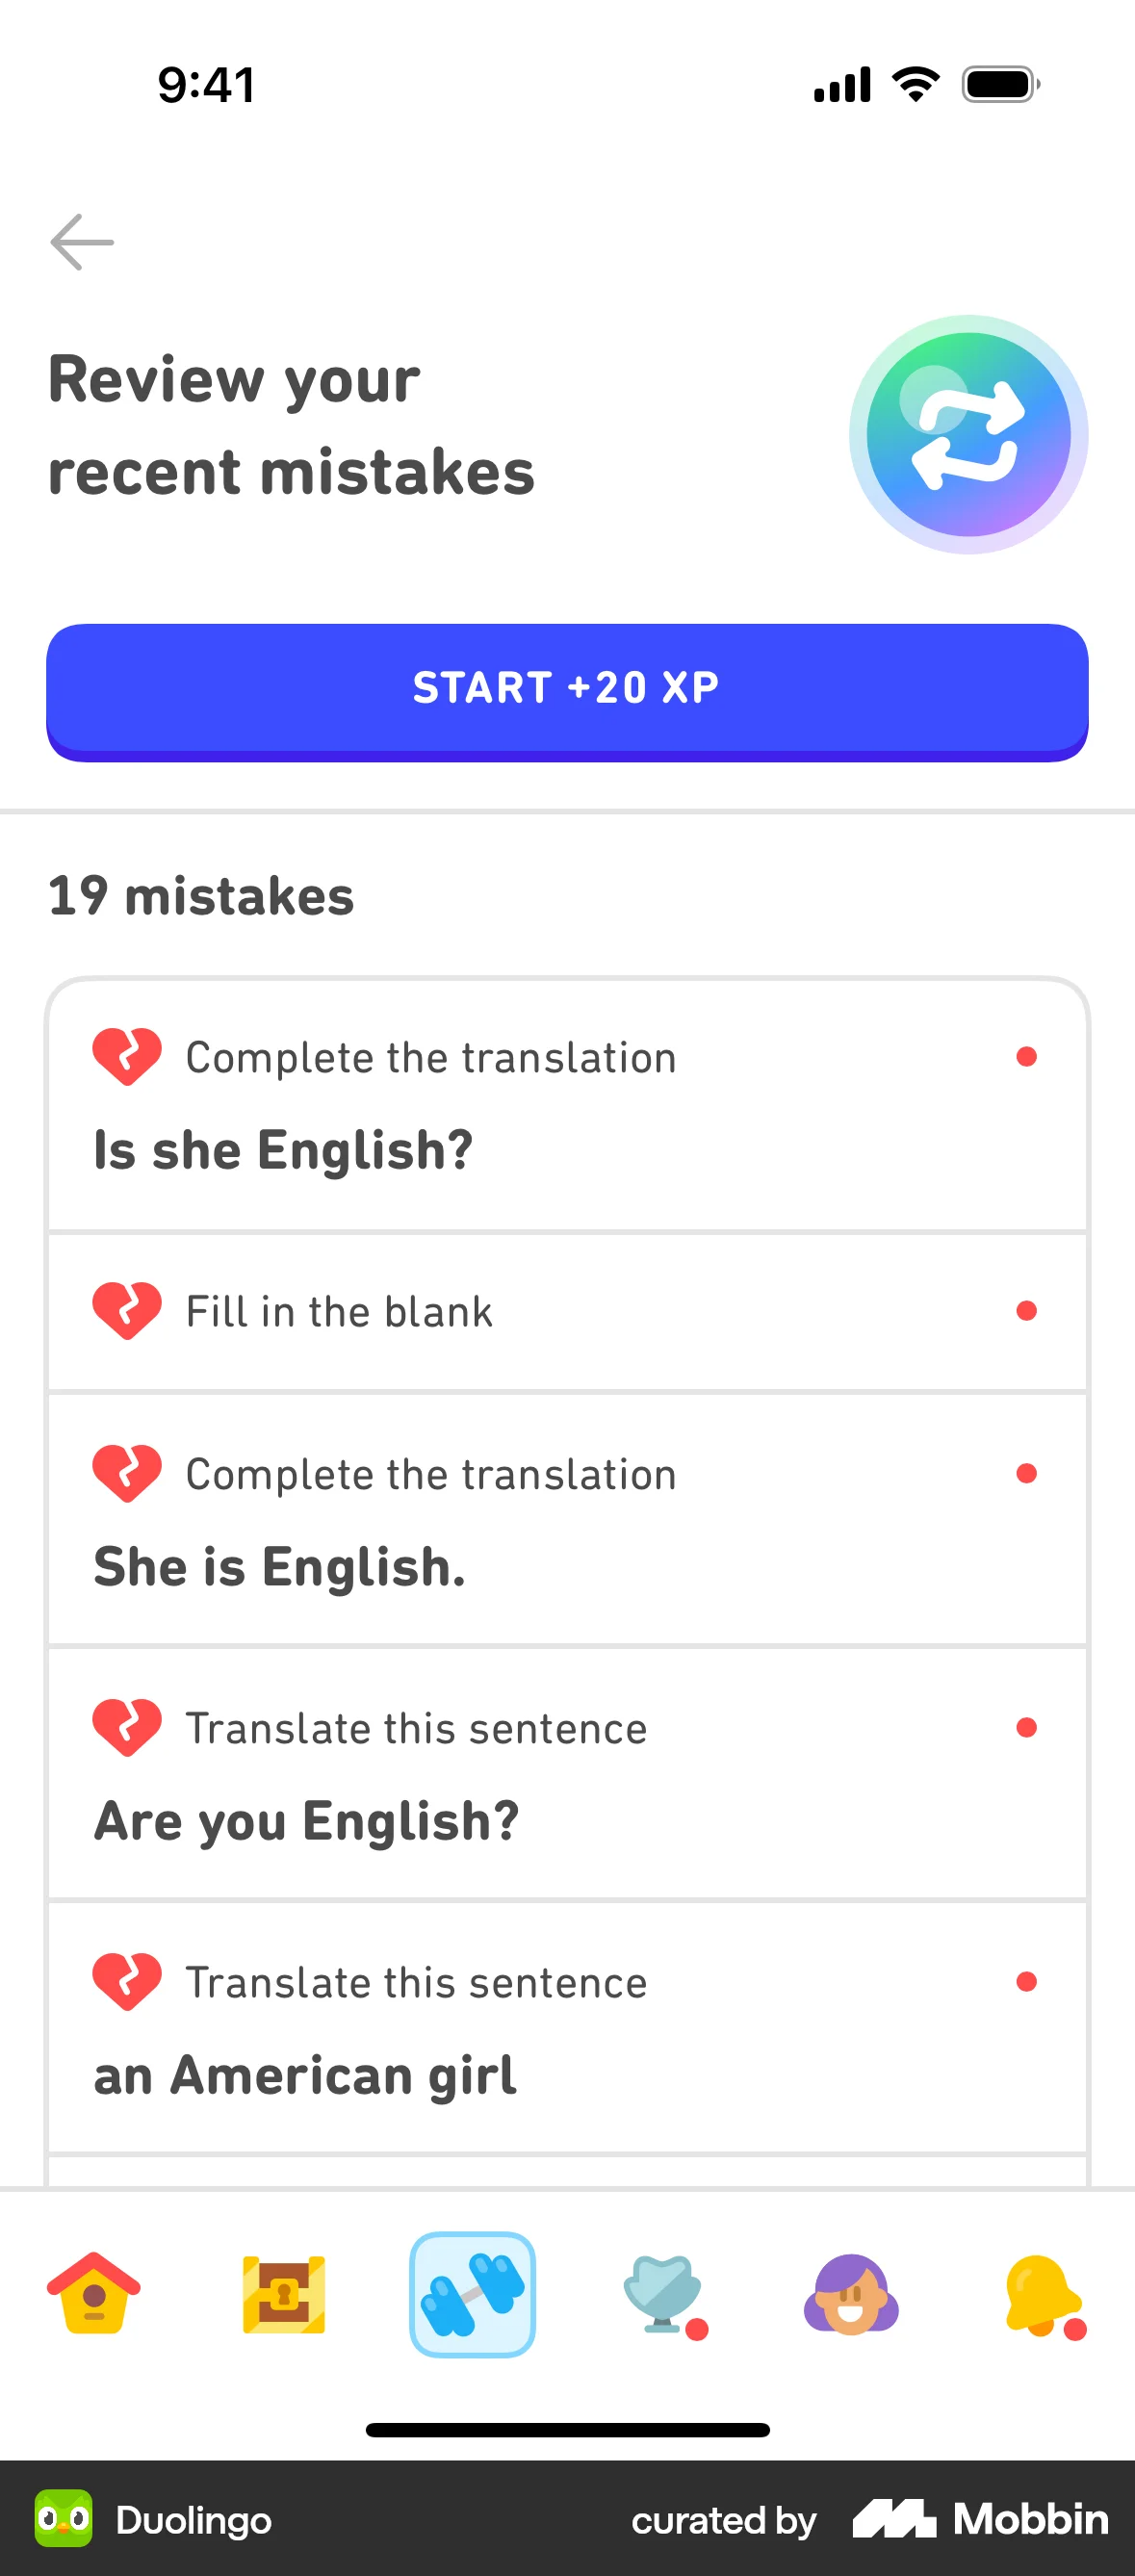 9:41
Review your
recent mistakes
START +20 XP
19 mistakes
Complete the translation
Is she English?
Fill in the blank
Complete the translation
She is English.
Translate this sentence
Are you English?
Translate this sentence
an American girl
Duolingo
curated by Mobbin